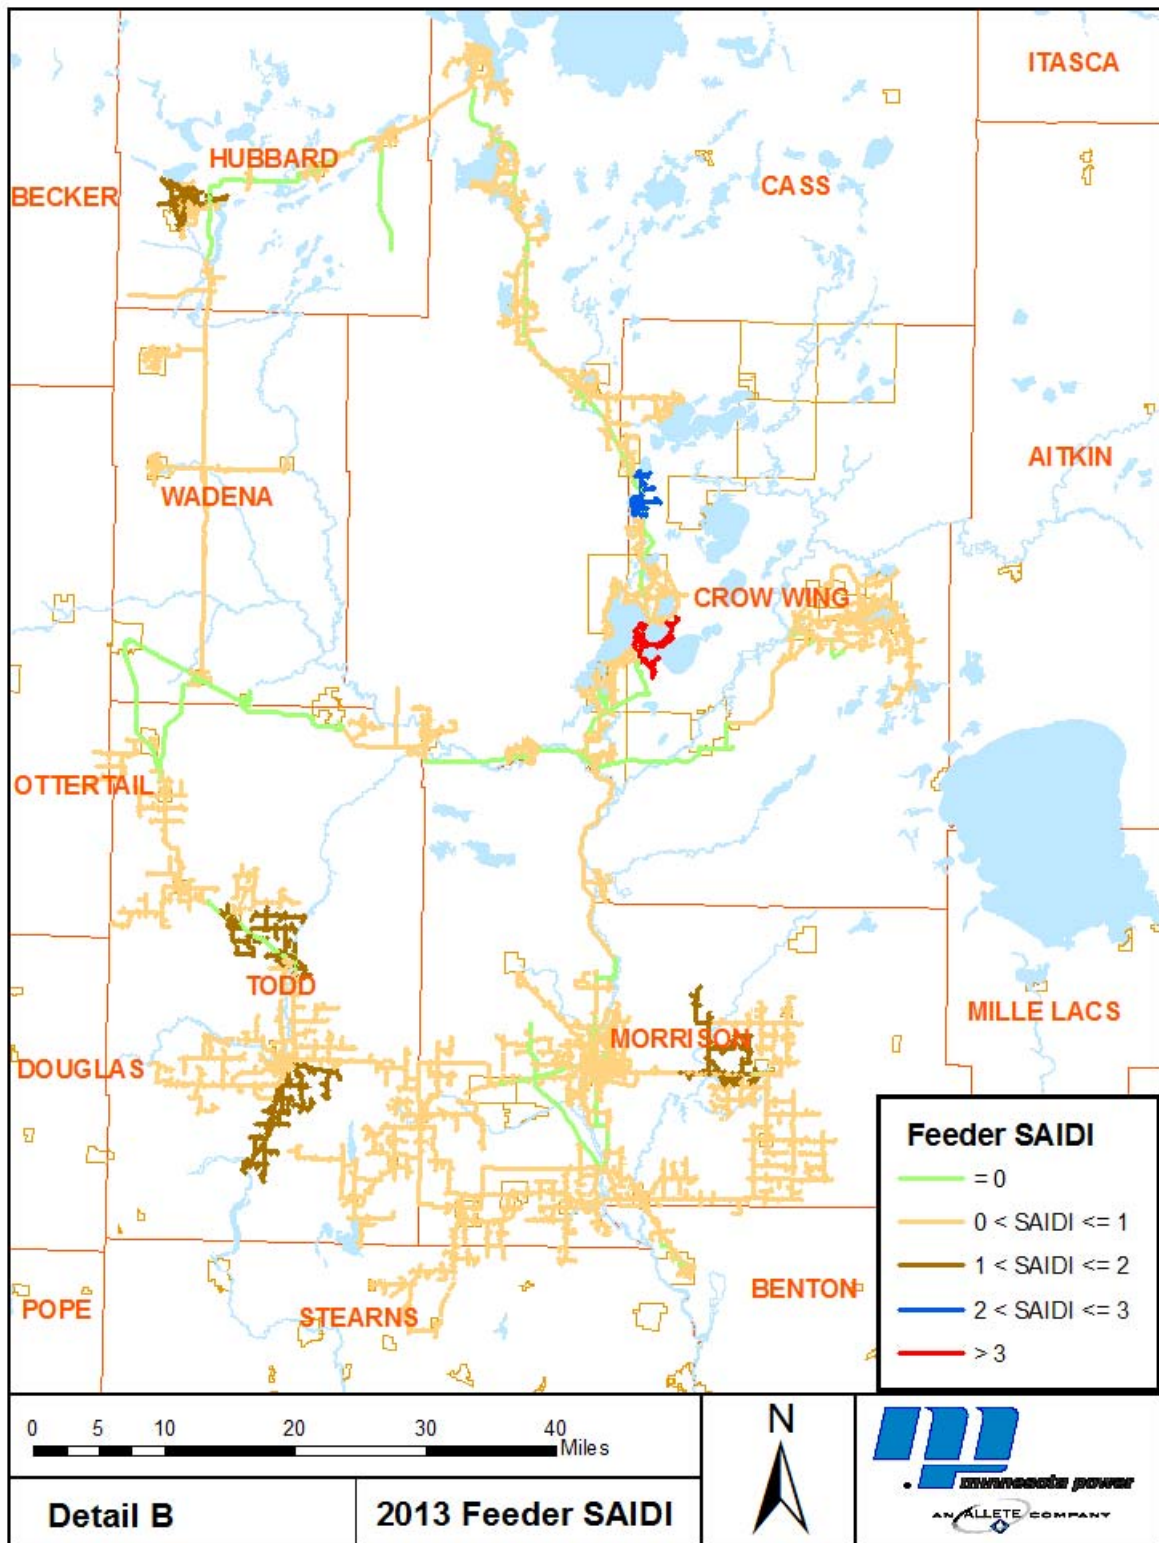 ITASCA
HUBBARD
CASS
BECKER
AITKIN
WADENA
CROW WING
OTTERTAIL
TODD
MORRISON
MILLE LACS
DOUGLAS
Feeder SAIDI
= 0
0 < SAIDI <= 1
1 < SAIDI <= 2
2 < SAIDI <= 3
> 3
BENTON
POPE
STEARNS
0 5 10 20 30 40
Miles
N
minnesota power
AN ALLETE COMPANY
Detail B
2013 Feeder SAIDI